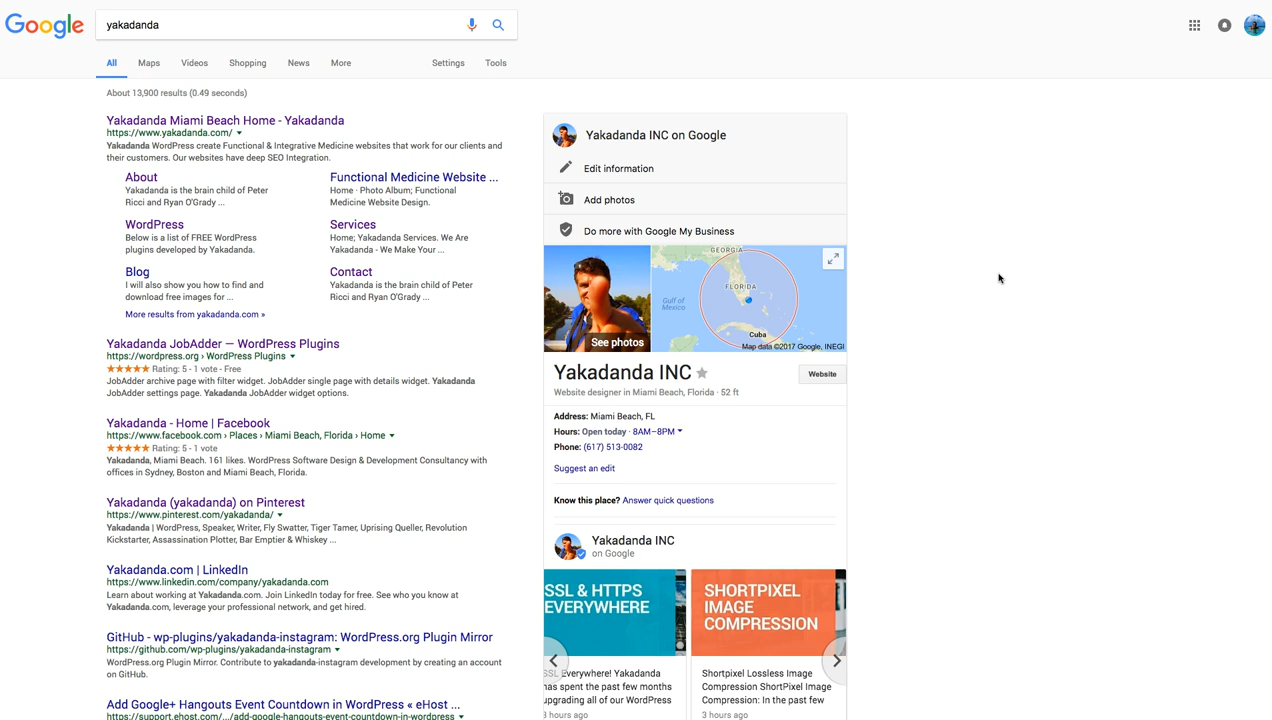 Google
yakadanda
All Maps Videos Shopping News More Settings Tools
About 13,900 results (0.49 seconds)
Yakadanda Miami Beach Home - Yakadanda
https://www.yakadanda.com/
Yakadanda WordPress create Functional & Integrative Medicine websites that work for our clients and
their customers. Our websites have deep SEO Integration.
About
Yakadanda is the brain child of Peter
Ricci and Ryan O'Grady ...
Functional Medicine Website ...
Home · Photo Album; Functional
Medicine Website Design.
WordPress
Below is a list of FREE WordPress
plugins developed by Yakadanda.
Services
Home; Yakadanda Services. We Are
Yakadanda - We Make Your ...
Blog
I will also show you how to find and
download free images for ...
Contact
Yakadanda is the brain child of Peter
Ricci and Ryan O'Grady ...
More results from yakadanda.com »
Yakadanda JobAdder — WordPress Plugins
https://wordpress.org › WordPress Plugins
Rating: 5 - 1 vote - Free
JobAdder archive page with filter widget. JobAdder single page with details widget. Yakadanda
JobAdder settings page. Yakadanda JobAdder widget options.
Yakadanda - Home | Facebook
https://www.facebook.com › Places › Miami Beach, Florida › Home
Rating: 5 - 1 vote
Yakadanda, Miami Beach. 161 likes. WordPress Software Design & Development Consultancy with
offices in Sydney, Boston and Miami Beach, Florida.
Yakadanda (yakadanda) on Pinterest
https://www.pinterest.com/yakadanda/
Yakadanda | WordPress, Speaker, Writer, Fly Swatter, Tiger Tamer, Uprising Queller, Revolution
Kickstarter, Assassination Plotter, Bar Emptier & Whiskey ...
Yakadanda.com | LinkedIn
https://www.linkedin.com/company/yakadanda.com
Learn about working at Yakadanda.com. Join LinkedIn today for free. See who you know at
Yakadanda.com, leverage your professional network, and get hired.
GitHub - wp-plugins/yakadanda-instagram: WordPress.org Plugin Mirror
https://github.com/wp-plugins/yakadanda-instagram
WordPress.org Plugin Mirror. Contribute to yakadanda-instagram development by creating an account
on GitHub.
Add Google+ Hangouts Event Countdown in WordPress « eHost ...
https://support.ehost.com/.../add-google-hangouts-event-countdown-in-wordpress
Yakadanda INC on Google
Edit information
Add photos
Do more with Google My Business
See photos
GEORGIA
FLORIDA
Gulf of
Mexico
Cuba
Map data ©2017 Google, INEGI
Yakadanda INC
Website
Website designer in Miami Beach, Florida · 52 ft
Address: Miami Beach, FL
Hours: Open today · 8AM–8PM
Phone: (617) 513-0082
Suggest an edit
Know this place? Answer quick questions
Yakadanda INC
on Google
SSL & HTTPS
EVERYWHERE
SSL Everywhere! Yakadanda
has spent the past few months
upgrading all of our WordPress
3 hours ago
SHORTPIXEL
IMAGE
COMPRESSION
Shortpixel Lossless Image
Compression ShortPixel Image
Compression: In the past few
3 hours ago